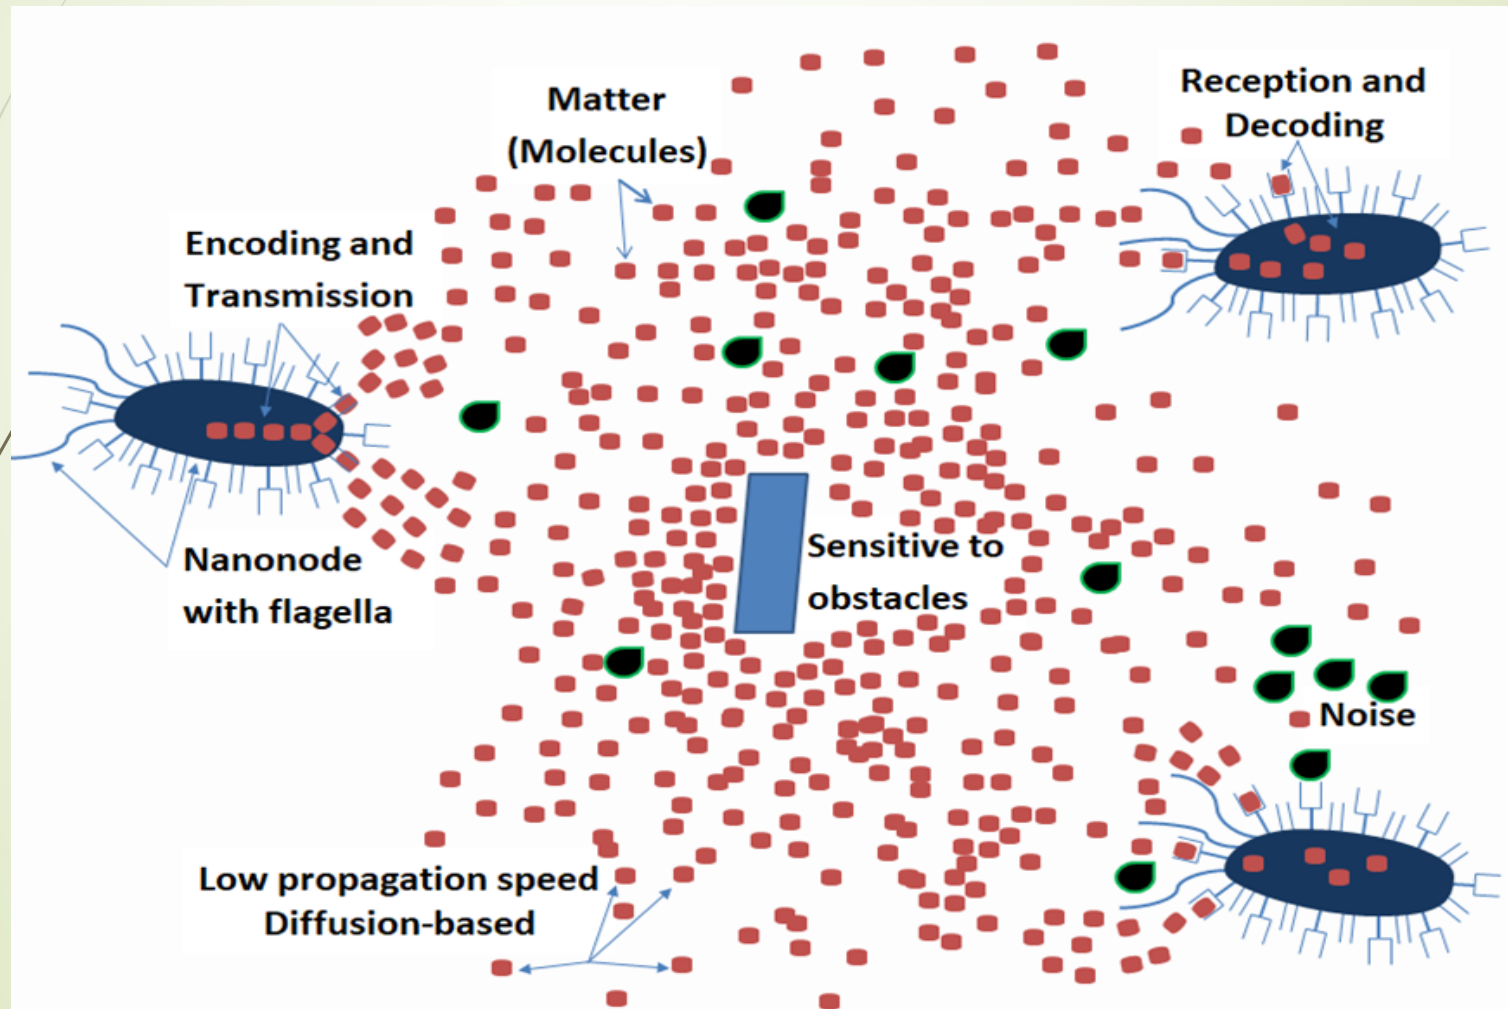 Matter
(Molecules)
Reception and
Decoding
Encoding and
Transmission
Nanonode
with flagella
Sensitive to
obstacles
Noise
Low propagation speed
Diffusion-based